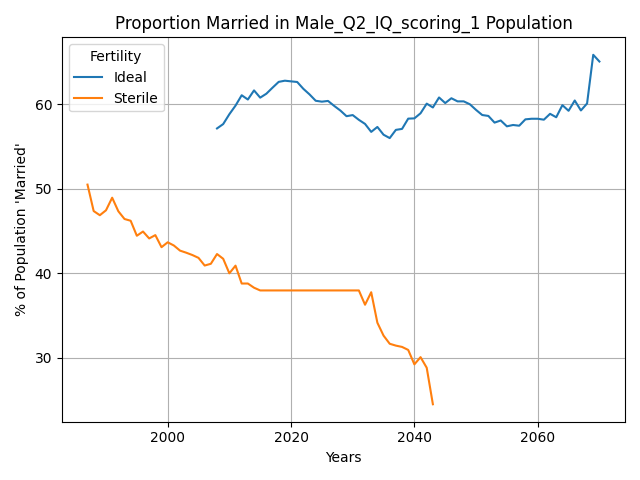 Proportion Married in Male_Q2_IQ_scoring_1 Population
Fertility
Ideal
Sterile
% of Population 'Married'
60
50
40
30
2000
2020
2040
2060
Years